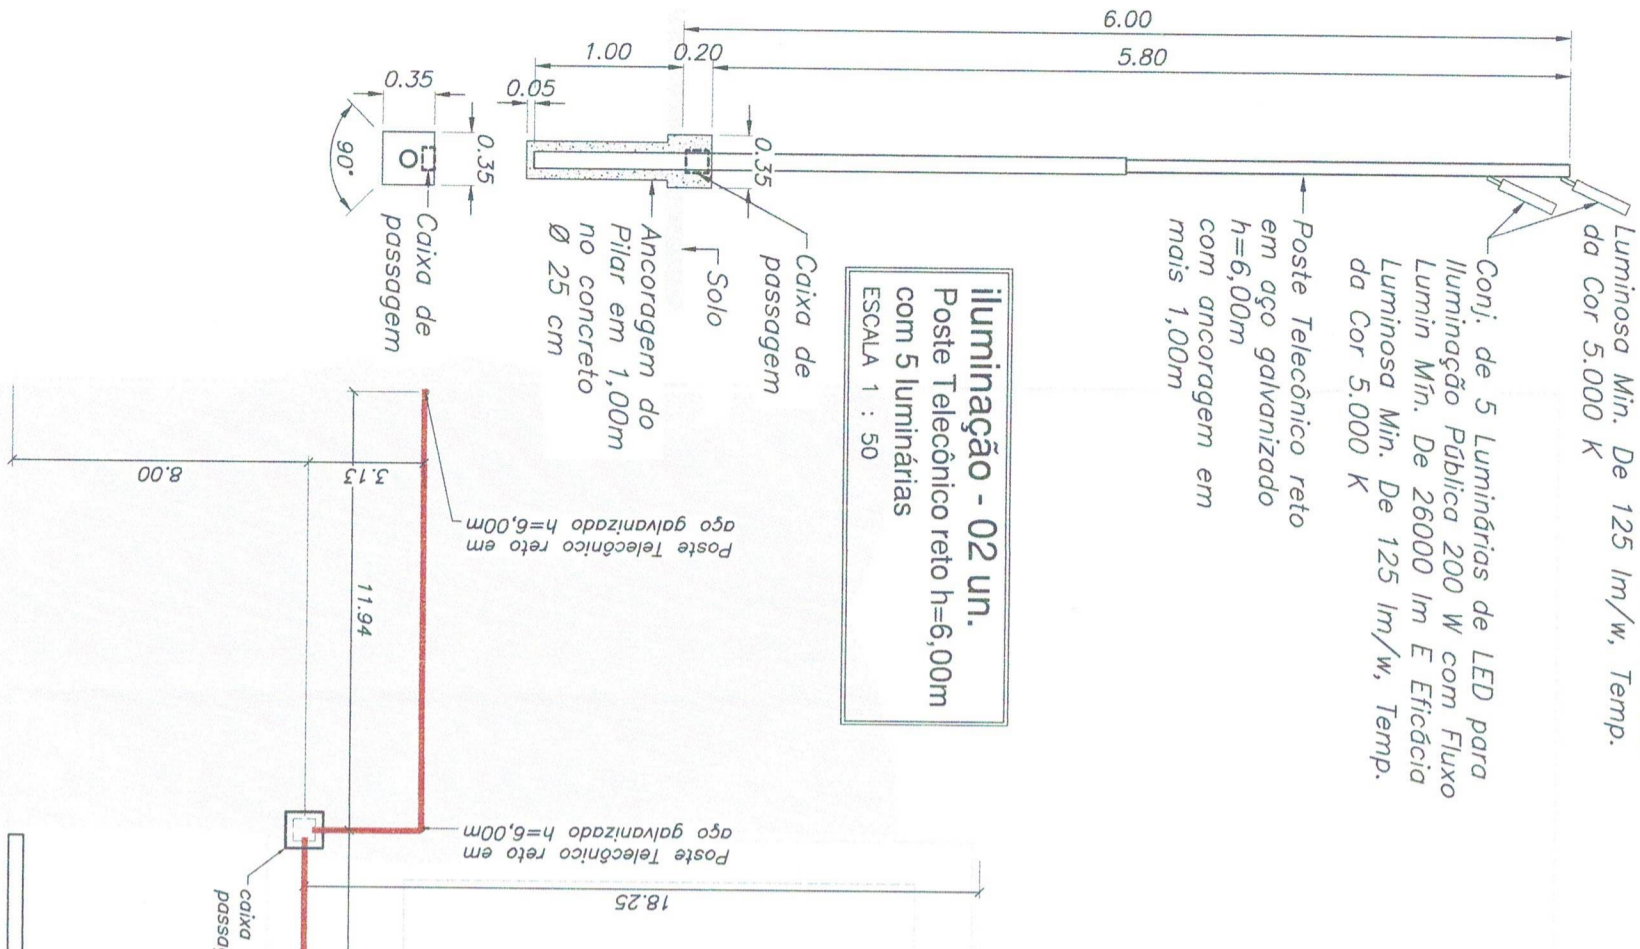 6.00
5.80
0.20
1.00
0.05
0.35
0.35
0.35
90°
Luminosa Min. De 125 lm/w, Temp.
da Cor 5.000 K
Conj. de 5 Luminárias de LED para
Iluminação Pública 200 W com Fluxo
Lumin Mín. De 26000 lm E Eficácia
Luminosa Min. De 125 lm/w, Temp.
da Cor 5.000 K
Poste Telecônico reto
em aço galvanizado
h=6,00m
com ancoragem em
mais 1,00m
iluminação - 02 un.
Poste Telecônico reto h=6,00m
com 5 luminárias
ESCALA 1 : 50
Caixa de
passagem
Solo
Ancoragem do
Pilar em 1,00m
no concreto
Ø 25 cm
Caixa de
passagem
8.00
3.13
11.94
Poste Telecônico reto em
aço galvanizado h=6,00m
Poste Telecônico reto em
aço galvanizado h=6,00m
18.25
caixa
passa